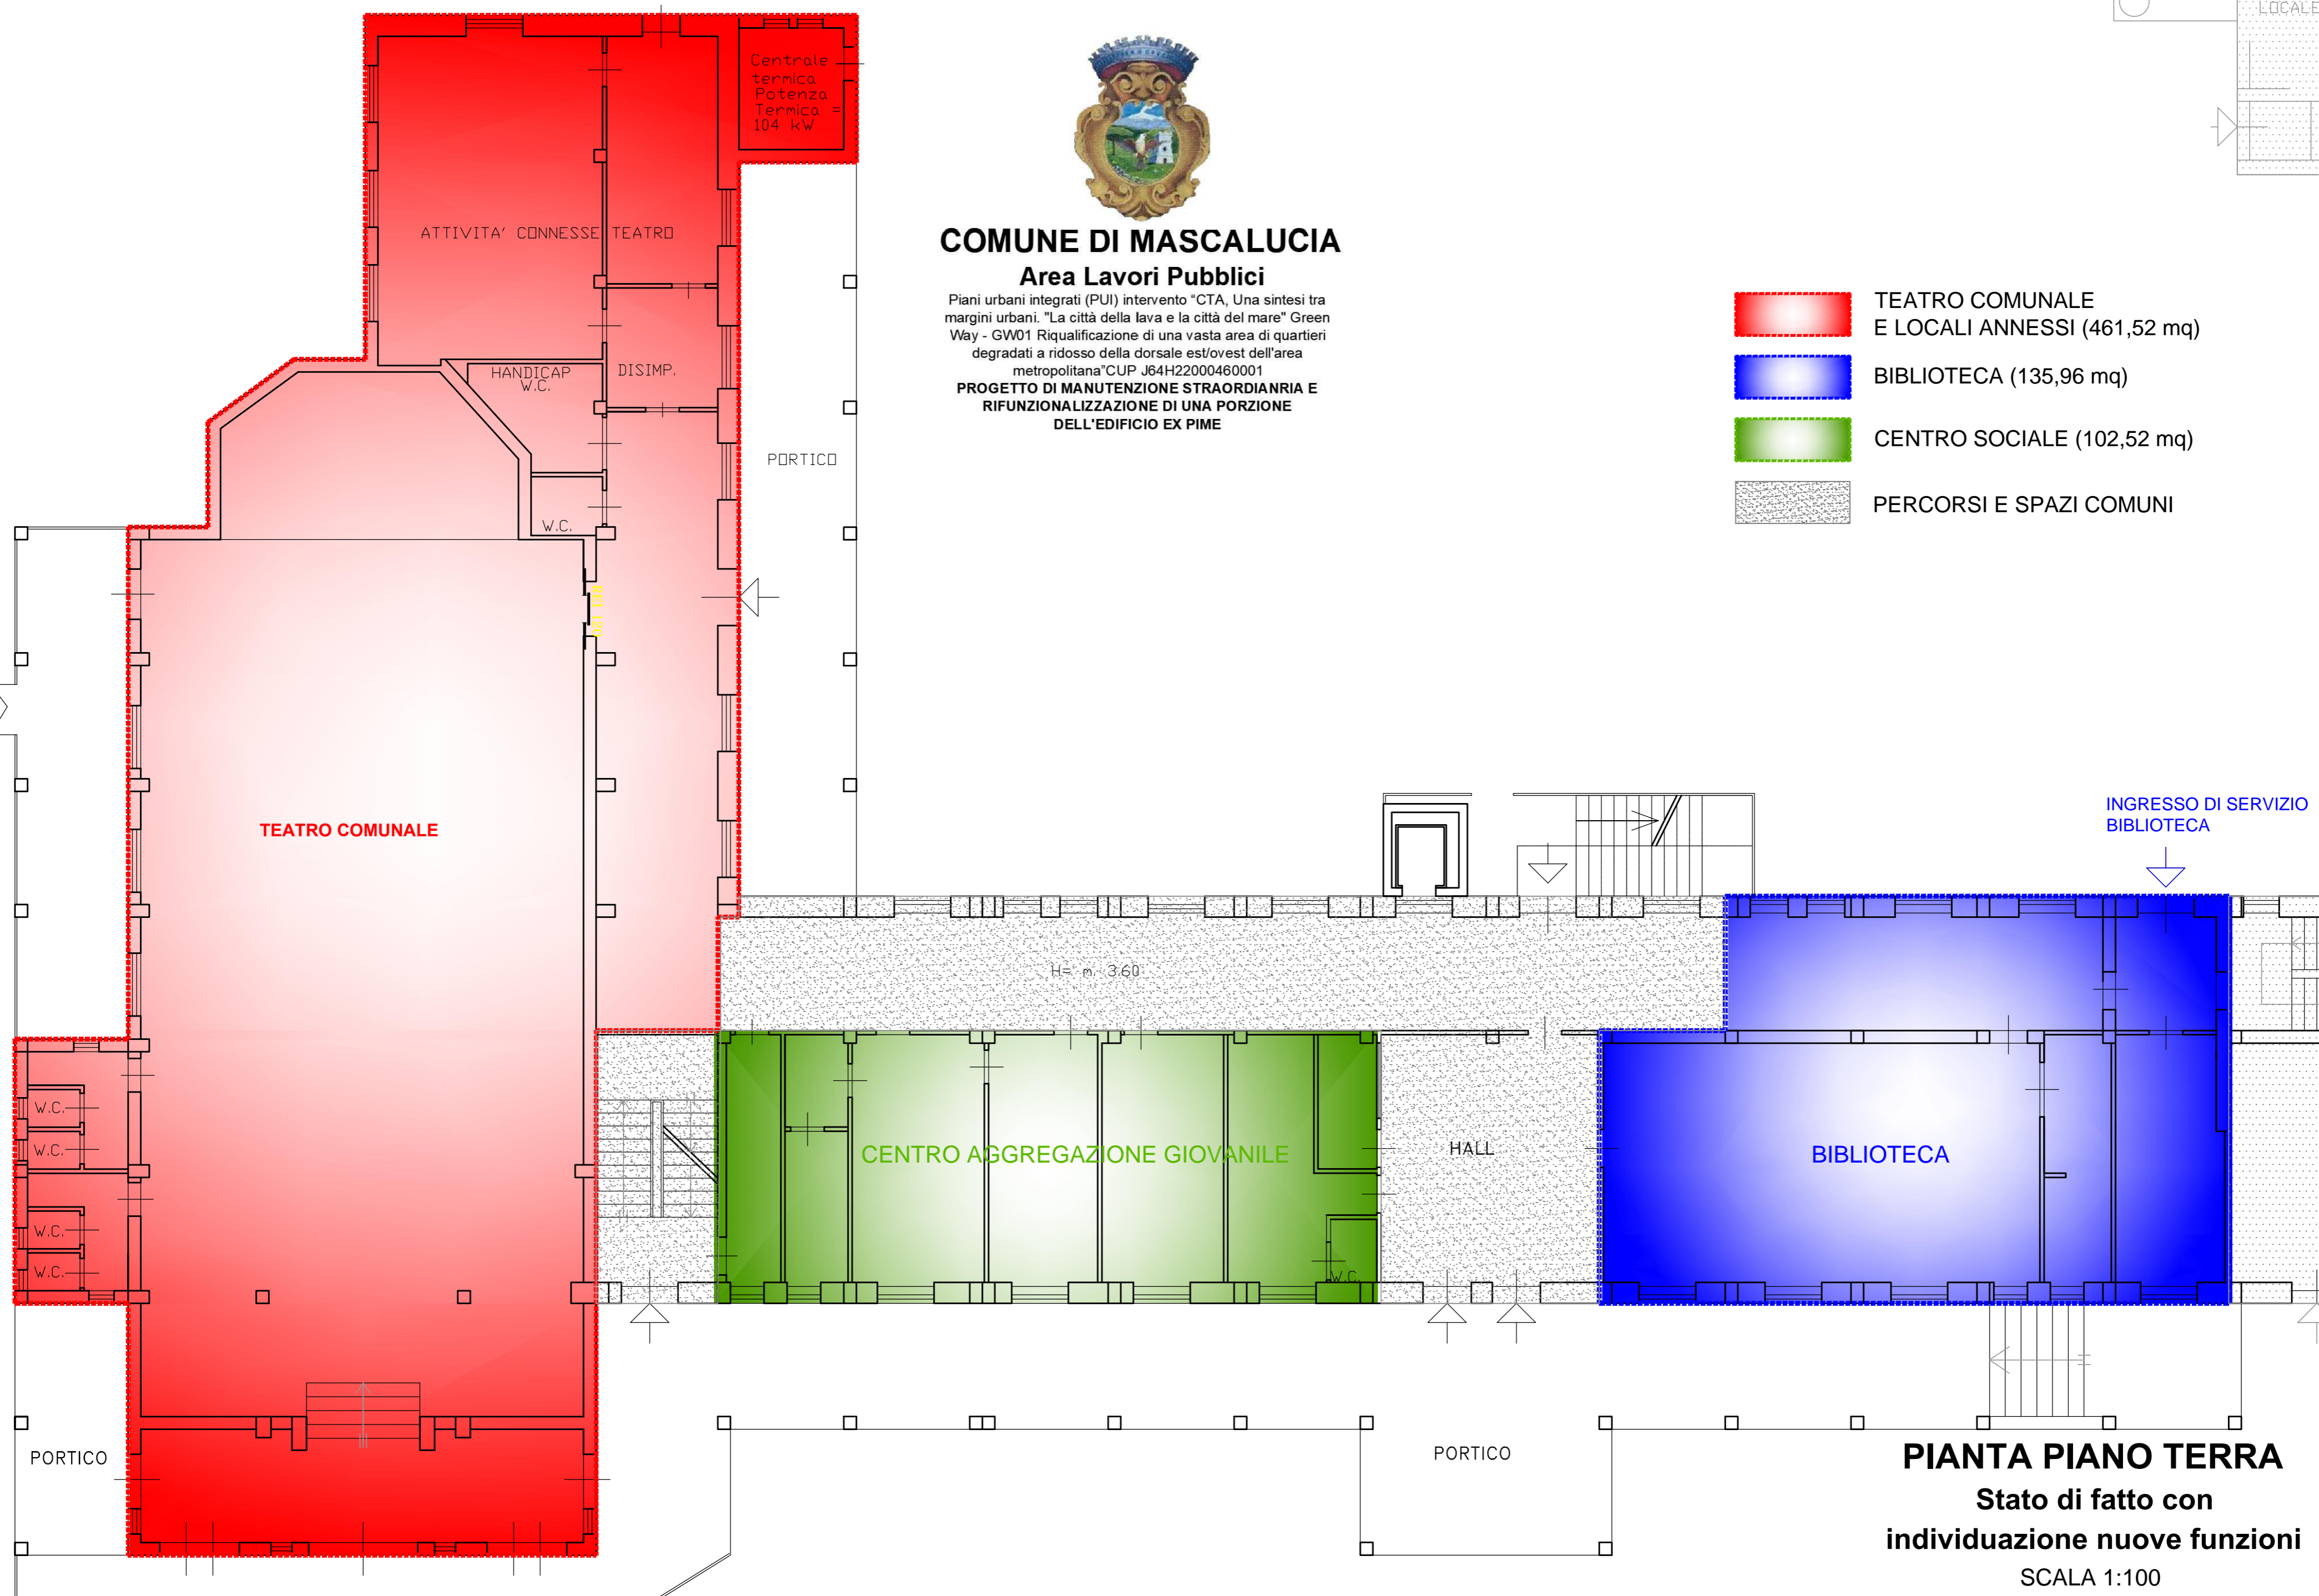 LOCALE
Centrale
termica
Potenza
Termica =
104 kW
COMUNE DI MASCALUCIA
Area Lavori Pubblici
Piani urbani integrati (PUI) intervento “CTA, Una sintesi tra
margini urbani. "La città della lava e la città del mare" Green
Way - GW01 Riqualificazione di una vasta area di quartieri
degradati a ridosso della dorsale est/ovest dell'area
metropolitana”CUP J64H22000460001
PROGETTO DI MANUTENZIONE STRAORDIANRIA E
RIFUNZIONALIZZAZIONE DI UNA PORZIONE
DELL'EDIFICIO EX PIME
TEATRO COMUNALE
E LOCALI ANNESSI (461,52 mq)
BIBLIOTECA (135,96 mq)
CENTRO SOCIALE (102,52 mq)
PERCORSI E SPAZI COMUNI
ATTIVITA' CONNESSE TEATRO
HANDICAP
W.C.
DISIMP.
PORTICO
W.C.
TEATRO COMUNALE
INGRESSO DI SERVIZIO
BIBLIOTECA
H= m. 3.60
W.C.
W.C.
W.C.
W.C.
CENTRO AGGREGAZIONE GIOVANILE
HALL
BIBLIOTECA
W.C.
PORTICO
PORTICO
PIANTA PIANO TERRA
Stato di fatto con
individuazione nuove funzioni
SCALA 1:100